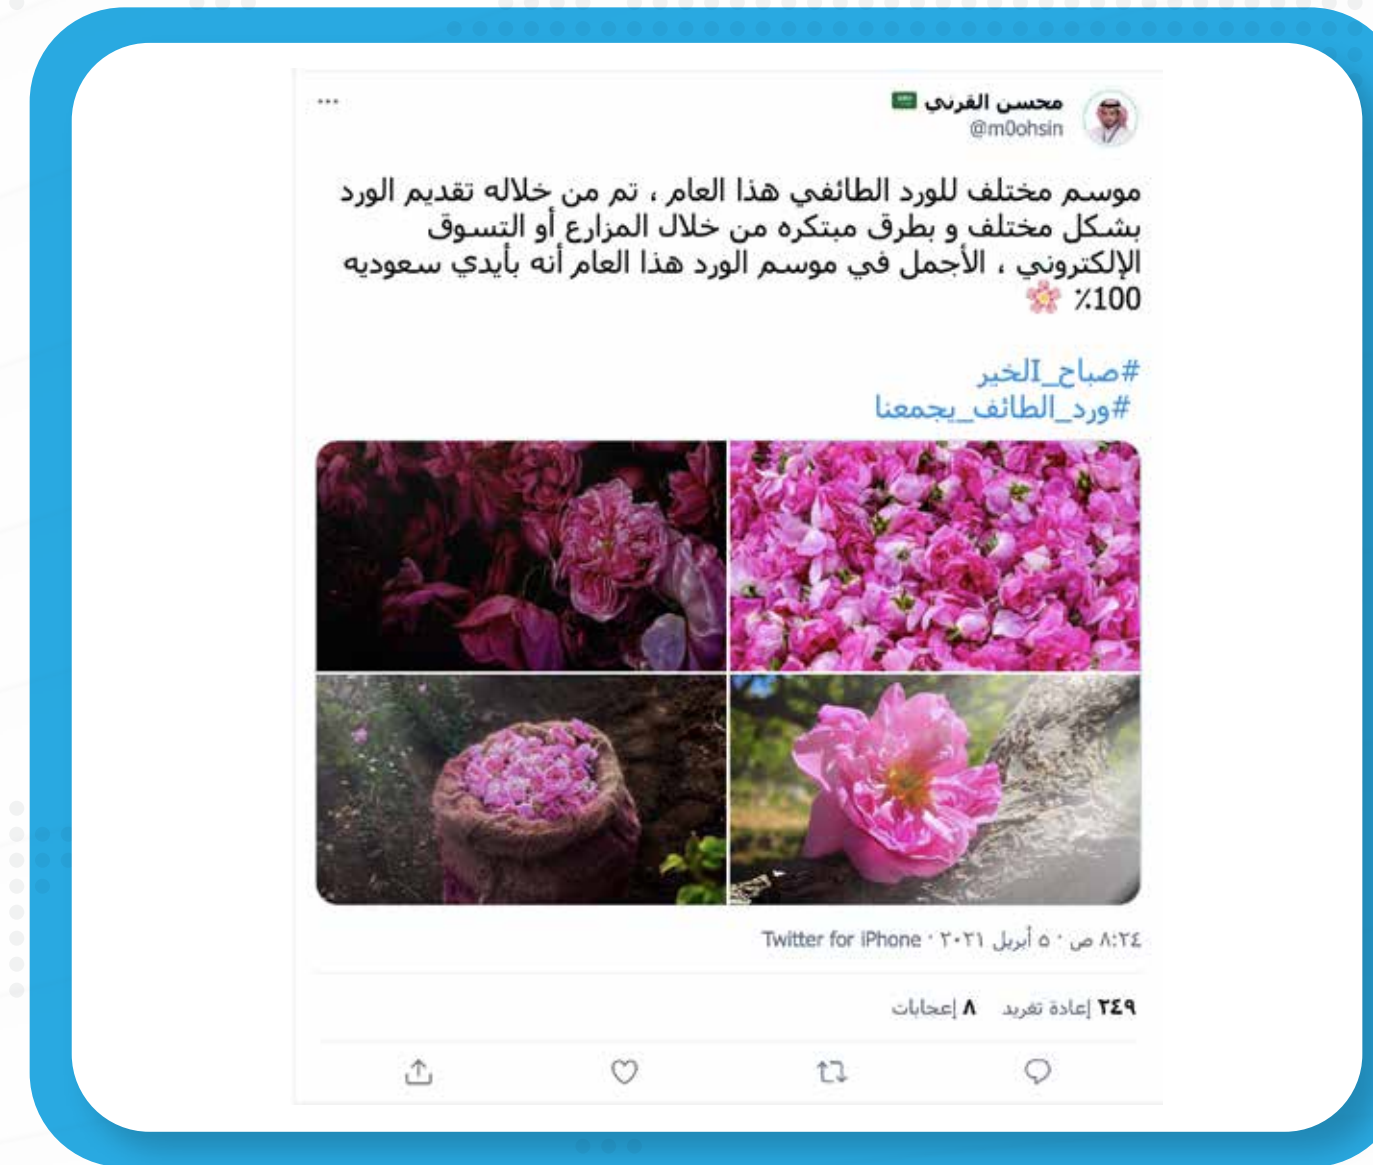 محسن القرني 🇸🇦
@m0ohsin
موسم مختلف للورد الطائفي هذا العام ، تم من خلاله تقديم الورد
بشكل مختلف و بطرق مبتكره من خلال المزارع أو التسوق
الإلكتروني ، الأجمل في موسم الورد هذا العام أنه بأيدي سعوديه
100٪ 🌸
#صباح_Iلخير
#ورد_الطائف_يجمعنا
٨:٢٤ ص · ٥ أبريل ٢٠٢١ · Twitter for iPhone
٢٤٩ إعادة تغريد ٨ إعجابات